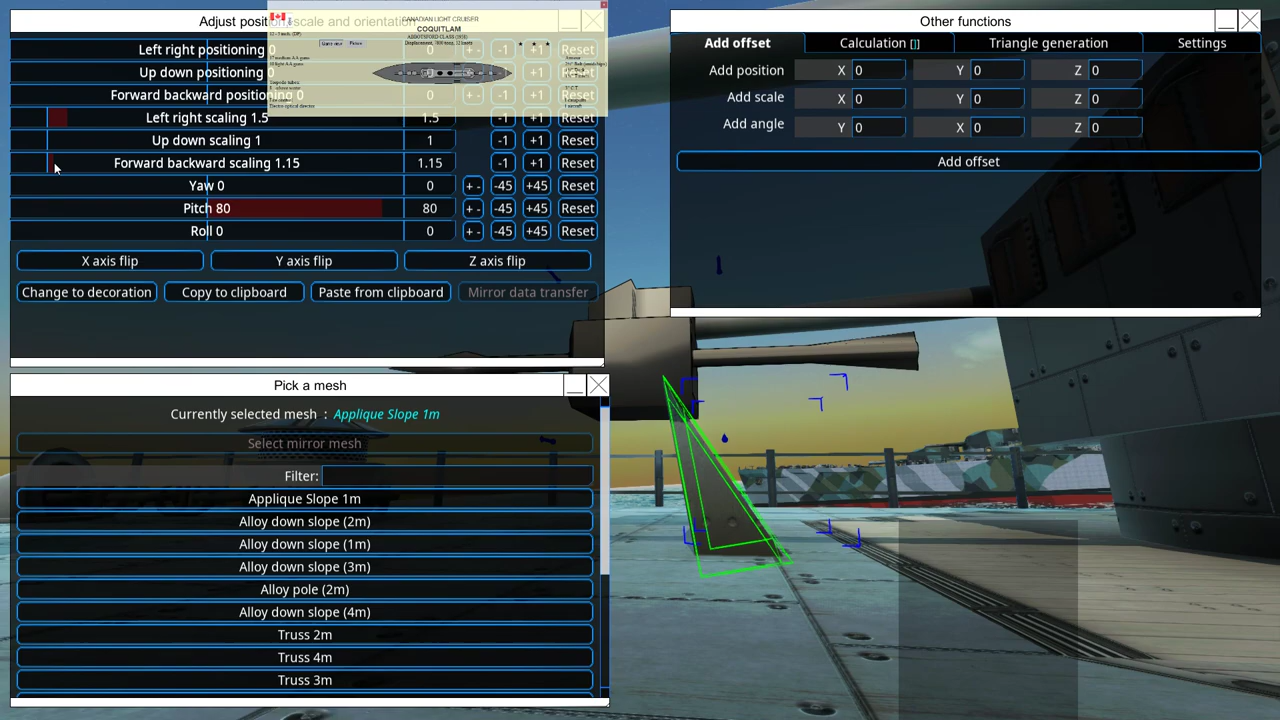 Adjust position, scale and orientation
CANADIAN LIGHT CRUISER
COQUITLAM
Left right positioning 0
0
-1
+1
Reset
Up down positioning 0
0
-1
+1
Reset
Forward backward positioning 0
0
-1
+1
Reset
Left right scaling 1.5
1.5
-1
+1
Reset
Up down scaling 1
1
-1
+1
Reset
Forward backward scaling 1.15
1.15
-1
+1
Reset
Yaw 0
0
+ -
-45
+45
Reset
Pitch 80
80
+ -
-45
+45
Reset
Roll 0
0
+ -
-45
+45
Reset
X axis flip
Y axis flip
Z axis flip
Change to decoration
Copy to clipboard
Paste from clipboard
Mirror data transfer
Pick a mesh
Currently selected mesh : Applique Slope 1m
Select mirror mesh
Filter:
Applique Slope 1m
Alloy down slope (2m)
Alloy down slope (1m)
Alloy down slope (3m)
Alloy pole (2m)
Alloy down slope (4m)
Truss 2m
Truss 4m
Truss 3m
Other functions
Add offset
Calculation []
Triangle generation
Settings
Add position X 0 Y 0 Z 0
Add scale X 0 Y 0 Z 0
Add angle Y 0 X 0 Z 0
Add offset